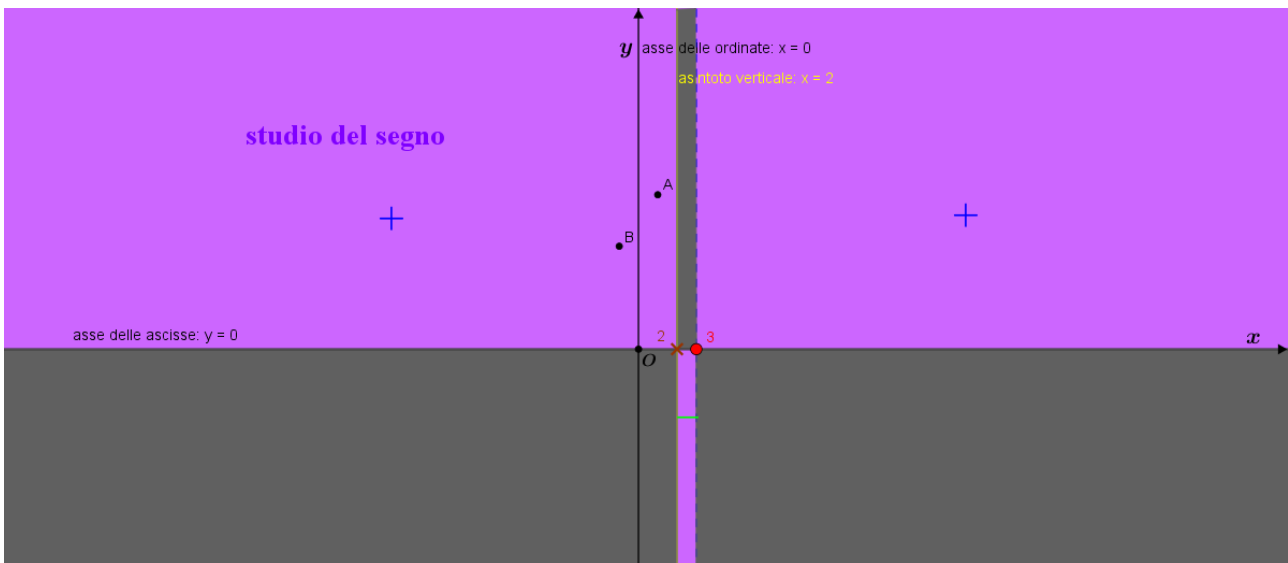 y asse delle ordinate: x = 0
asintoto verticale: x = 2
studio del segno
A
B
asse delle ascisse: y = 0
2
3
x
O